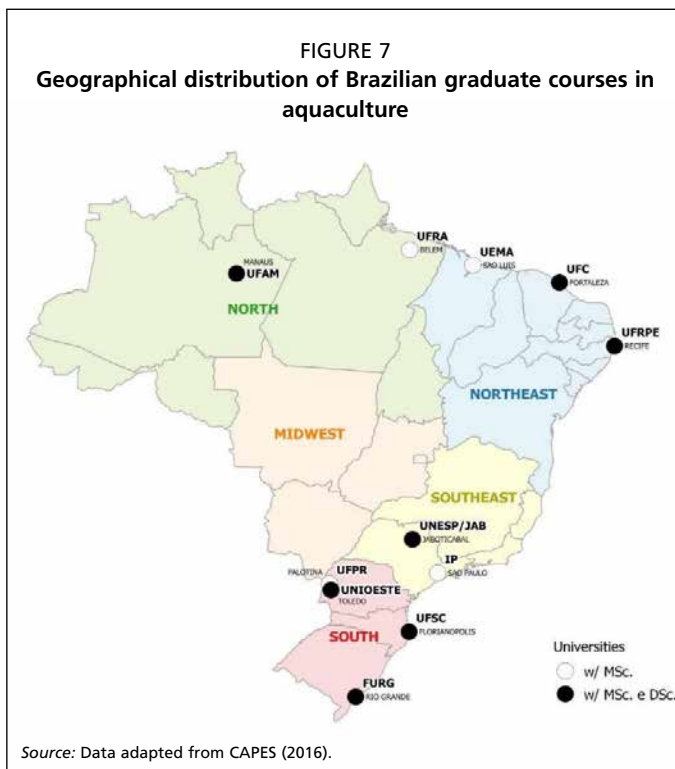 FIGURE 7
Geographical distribution of Brazilian graduate courses in
aquaculture
UFRA
BELEM
UEMA
SAO LUIS
UFC
FORTALEZA
MANAUS
UFAM
NORTH
UFRPE
RECIFE
NORTHEAST
MIDWEST
SOUTHEAST
UNESP/JAB
JABOTICABAL
IP
SAO PAULO
UFPR
PALOTINA
UNIOESTE
TOLEDO
UFSC
FLORIANOPOLIS
SOUTH
FURG
RIO GRANDE
Universities
w/ MSc.
w/ MSc. e DSc.
Source: Data adapted from CAPES (2016).